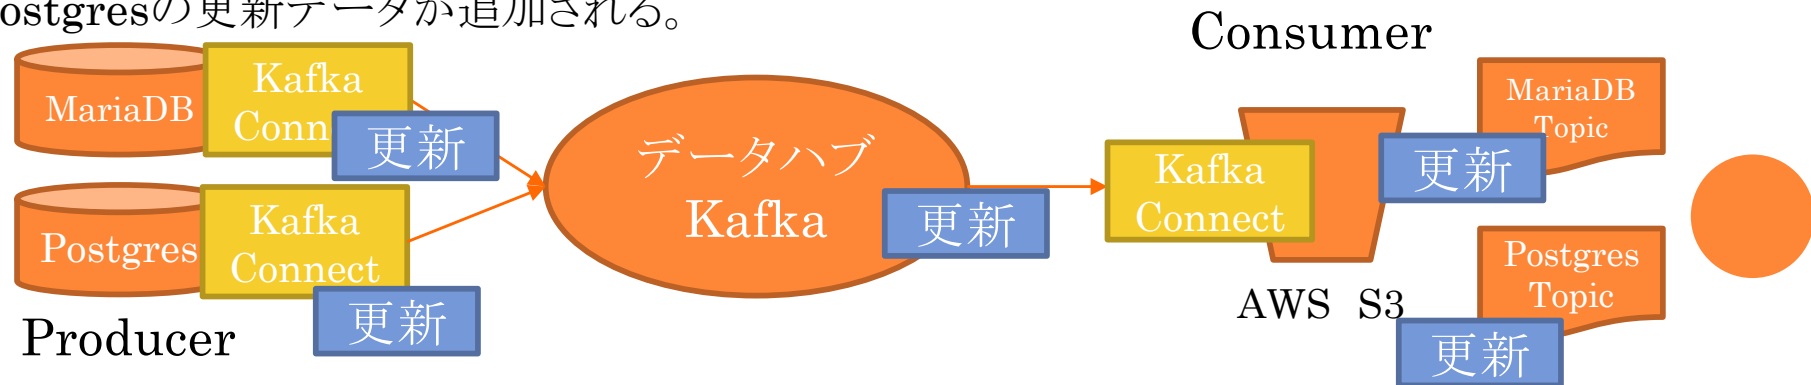 ostgresの更新データが追加される。
Consumer
MariaDB
Kafka
Conn
更新
Postgres
Kafka
Connect
更新
Producer
データハブ
Kafka
更新
Kafka
Connect
AWS S3
MariaDB
Topic
更新
Postgres
Topic
更新